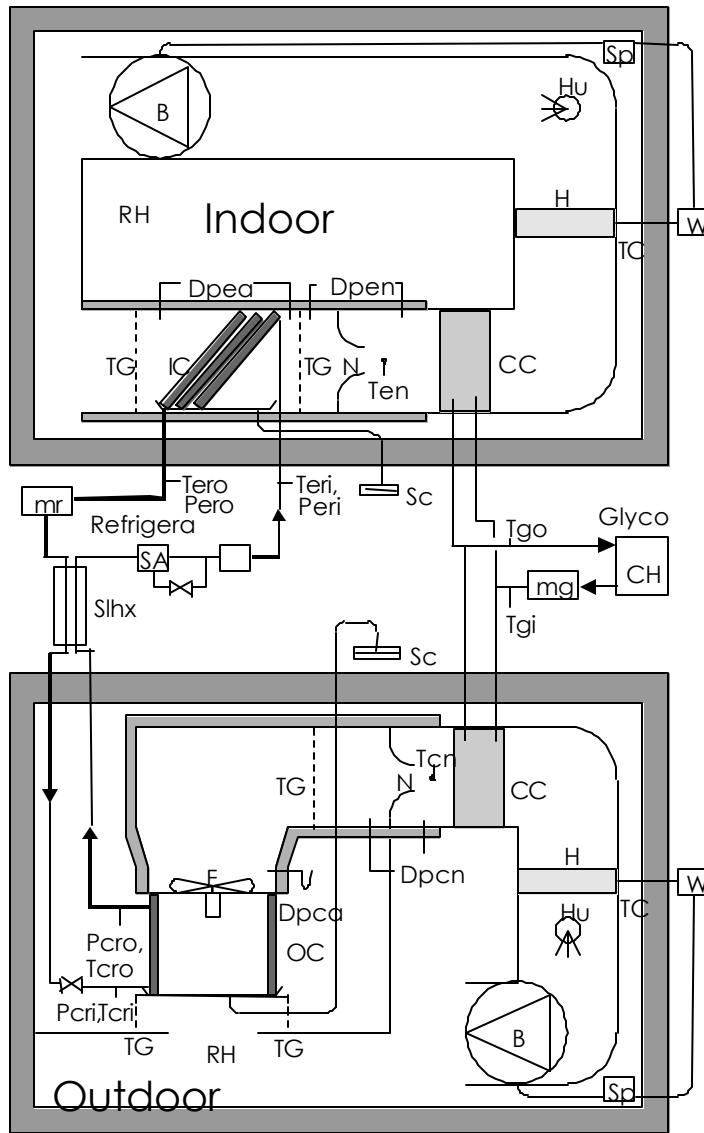 Sp
Hu
B
RH
Indoor
H
W
TC
Dpea
Dpen
TG
IC
TG
N
Ten
CC
Tero
Pero
Teri,
Peri
Sc
mr
Refrigera
SA
Tgo
Glyco
CH
mg
Tgi
Slhx
Sc
TG
Tcn
N
CC
F
Dpcn
H
W
Dpca
Hu
TC
Pcro,
Tcro
OC
Pcri,Tcri
TG
RH
TG
B
Sp
Outdoor